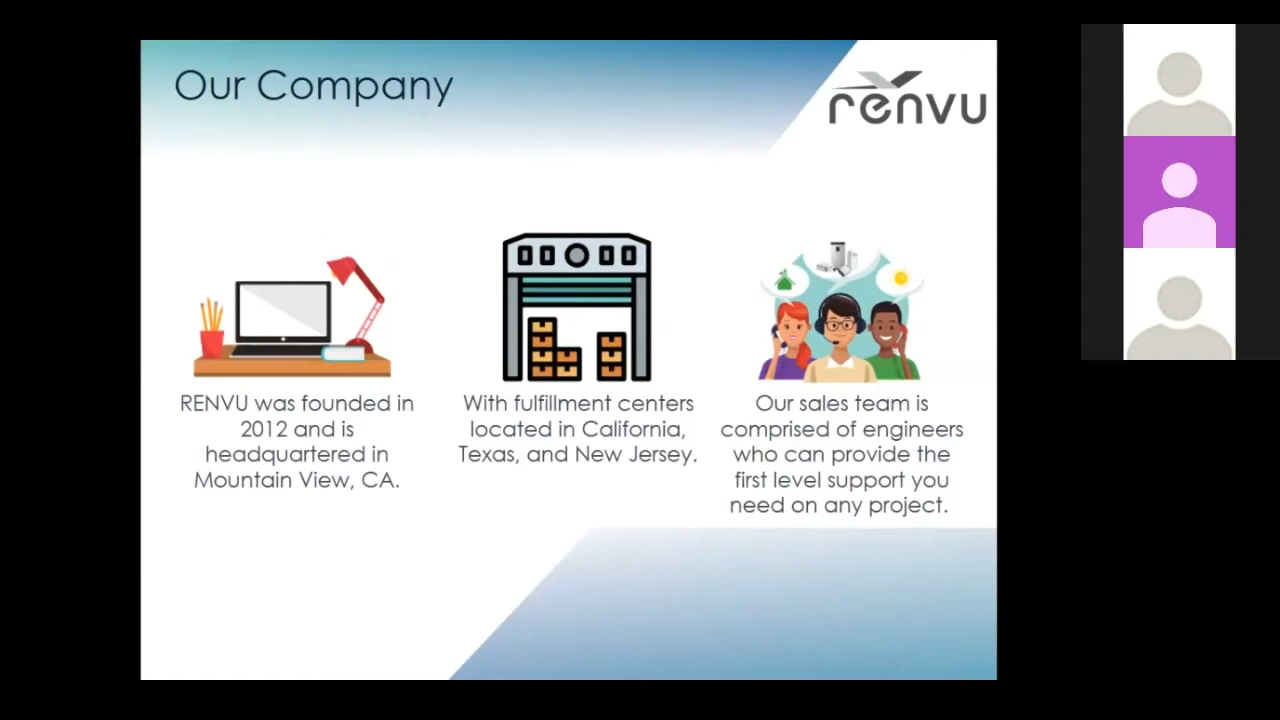 Our Company
renvu
RENVU was founded in
2012 and is
headquartered in
Mountain View, CA.
With fulfillment centers
located in California,
Texas, and New Jersey.
Our sales team is
comprised of engineers
who can provide the
first level support you
need on any project.